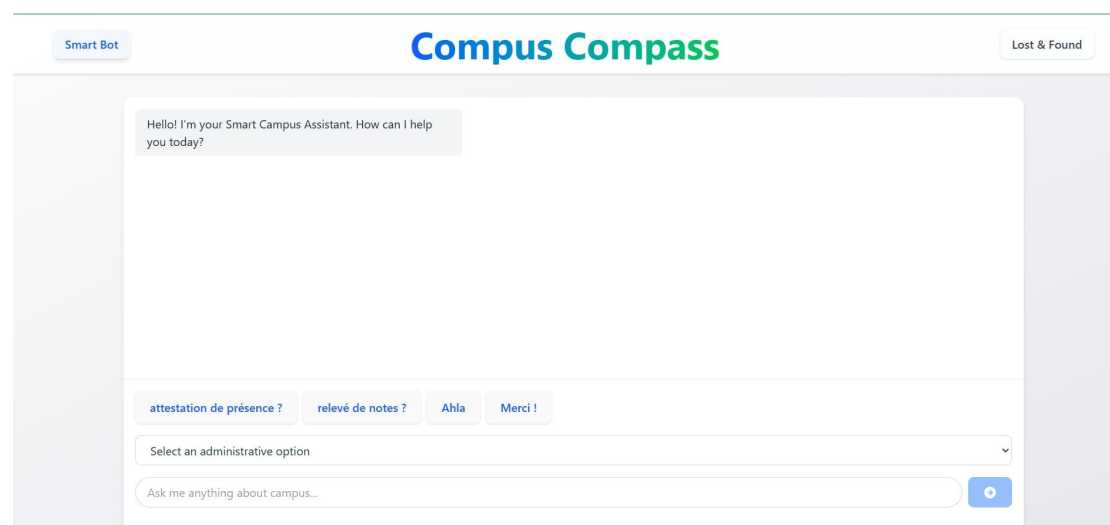 Smart Bot
Compus Compass
Lost & Found
Hello! I'm your Smart Campus Assistant. How can I help
you today?
attestation de présence ?
relevé de notes ?
Ahla
Merci !
Select an administrative option
Ask me anything about campus...